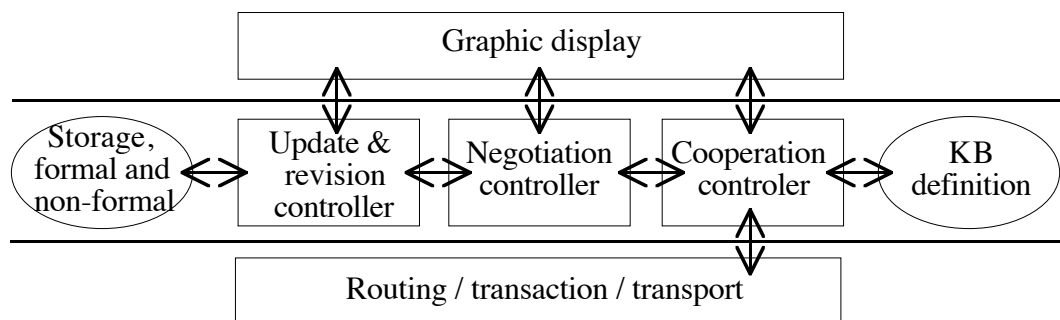 Graphic display
Storage,
formal and
non-formal
Update &
revision
controller
Negotiation
controller
Cooperation
controler
KB
definition
Routing / transaction / transport